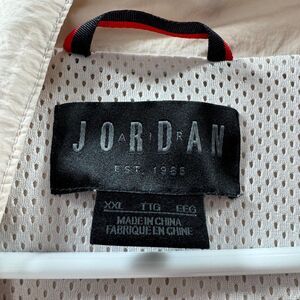 JORDAN
AIR
EST. 1985
XXL TTG EEG
MADE IN CHINA
FABRIQUÉ EN CHINE